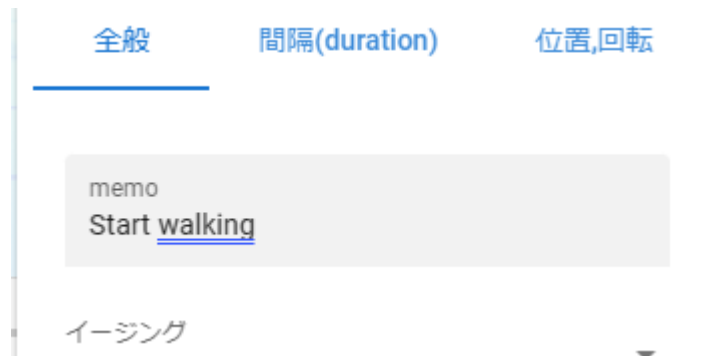 全般 間隔(duration) 位置,回転
memo
Start walking
イージング